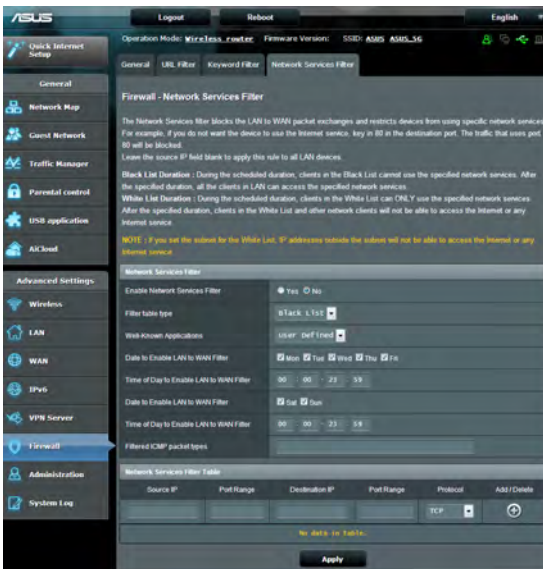 ASUS
Logout
Reboot
English
Quick Internet Setup
Operation Mode: Wireless router Firmware Version: SSID: ASUS ASUS_5G
General URL Filter Keyword Filter Network Services Filter
General
Network Map
Guest Network
Traffic Manager
Parental control
USB application
AiCloud
Advanced Settings
Wireless
LAN
WAN
IPv6
VPN Server
Firewall
Administration
System Log
Firewall - Network Services Filter
The Network Services filter blocks the LAN to WAN packet exchanges and restricts devices from using specific network services.
For example, if you do not want the device to use the Internet service, key in 80 in the destination port. The traffic that uses port
80 will be blocked.
Leave the source IP field blank to apply this rule to all LAN devices.
Black List Duration : During the scheduled duration, clients in the Black List cannot use the specified network services. After
the specified duration, all the clients in LAN can access the specified network services.
White List Duration : During the scheduled duration, clients in the White List can ONLY use the specified network services.
After the specified duration, clients in the White List and other network clients will not be able to access the Internet or any
Internet service.
NOTE : If you set the subnet for the White List, IP addresses outside the subnet will not be able to access the Internet or any
Internet service.
Network Services Filter
Enable Network Services Filter Yes No
Filter table type Black List
Well-Known Applications User Defined
Date to Enable LAN to WAN Filter Mon Tue Wed Thu Fri
Time of Day to Enable LAN to WAN Filter 00 : 00 - 23 : 59
Date to Enable LAN to WAN Filter Sat Sun
Time of Day to Enable LAN to WAN Filter 00 : 00 - 23 : 59
Filtered ICMP packet types
Network Services Filter Table
Source IP Port Range Destination IP Port Range Protocol Add / Delete
TCP
No data in table.
Apply